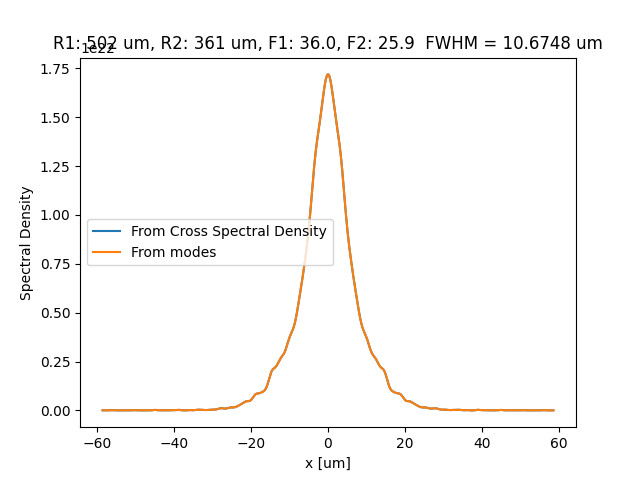 R1: 502 um, R2: 361 um, F1: 36.0, F2: 25.9  FWHM = 10.6748 um
1e22
1.75
1.50
1.25
1.00
0.75
0.50
0.25
0.00
Spectral Density
From Cross Spectral Density
From modes
−60 −40 −20 0 20 40 60
x [um]